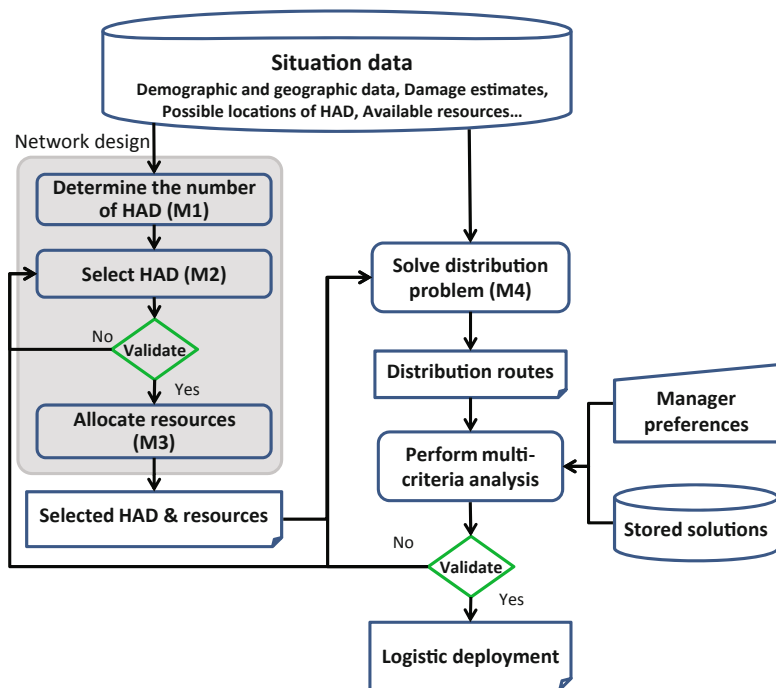 Situation data
Demographic and geographic data, Damage estimates,
Possible locations of HAD, Available resources...
Network design
Determine the number
of HAD (M1)
Select HAD (M2)
No
Validate
Yes
Allocate resources
(M3)
Selected HAD & resources
Solve distribution
problem (M4)
Distribution routes
Perform multi-
criteria analysis
Manager
preferences
Stored solutions
No
Validate
Yes
Logistic deployment